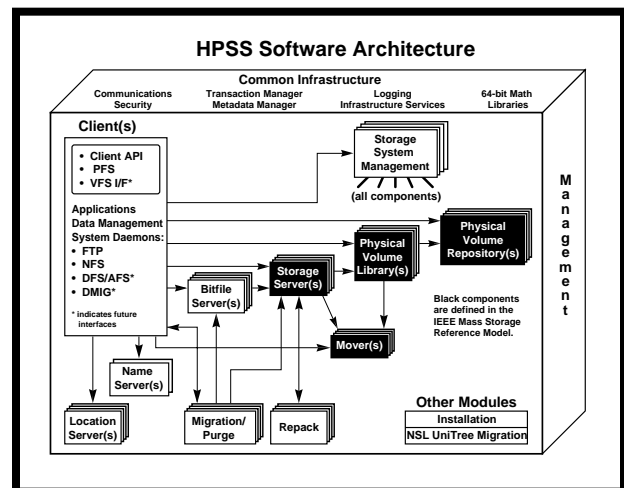 HPSS Software Architecture
Common Infrastructure
Communications
Security
Transaction Manager
Metadata Manager
Logging
Infrastructure Services
64-bit Math
Libraries
Client(s)
• Client API
• PFS
• VFS I/F*
Applications
Data Management
System Daemons:
• FTP
• NFS
• DFS/AFS*
• DMIG*
* indicates future
interfaces
Storage
System
Management
(all components)
Physical
Volume
Repository(s)
Physical
Volume
Library(s)
Storage
Server(s)
Bitfile
Server(s)
Black components
are defined in the
IEEE Mass Storage
Reference Model.
Mover(s)
Name
Server(s)
Location
Server(s)
Migration/
Purge
Repack
Other Modules
Installation
NSL UniTree Migration
Management